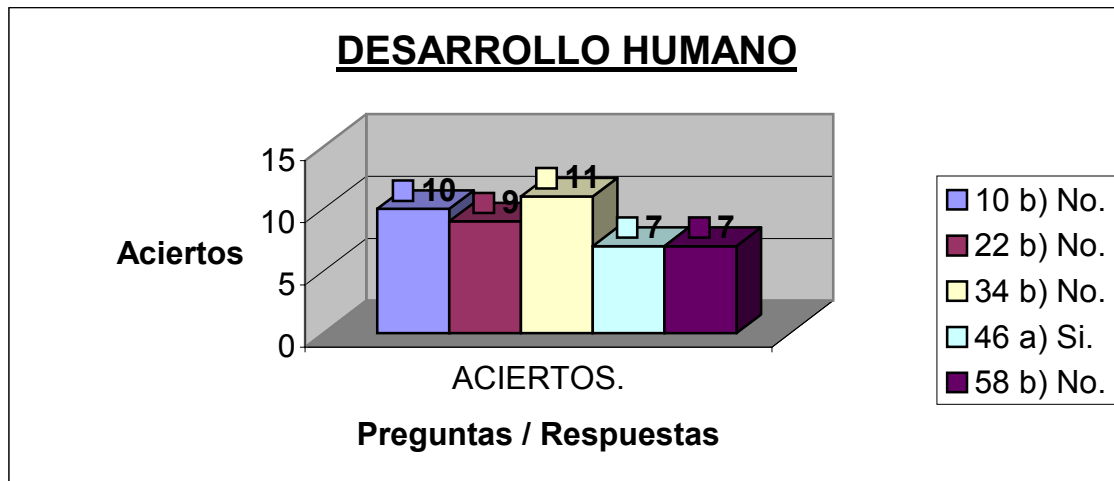 DESARROLLO HUMANO
15
10
5
0
Aciertos
10
9
11
7
7
ACIERTOS.
Preguntas / Respuestas
10 b) No.
22 b) No.
34 b) No.
46 a) Si.
58 b) No.